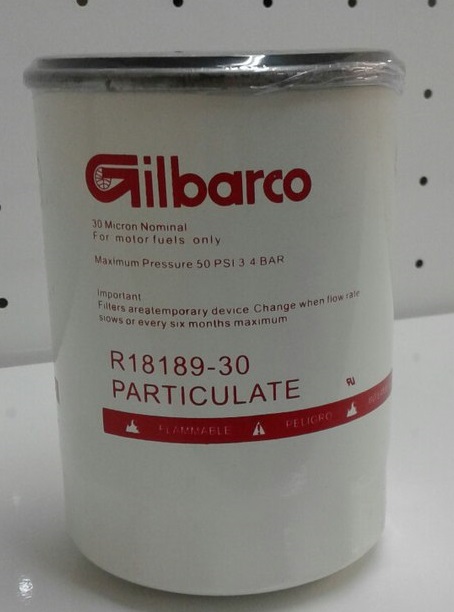 Gilbarco
30 Micron Nominal
For motor fuels only
Maximum Pressure 50 PSI 3.4 BAR
Important
Filters areatemporary device. Change when flow rate
slows or every six months maximum
R18189-30
PARTICULATE
FLAMMABLE PELIGRO